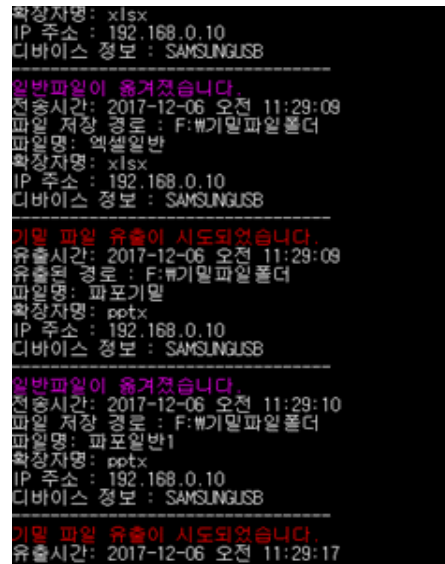 확장자명: xlsx
IP 주소 : 192.168.0.10
디바이스 정보 : SAMSUNGUSB
--------------------------------
일반파일이 옮겨졌습니다.
전송시간: 2017-12-06 오전 11:29:09
파일 저장 경로 : F:₩기밀파일폴더
파일명: 엑셀일반
확장자명: xlsx
IP 주소 : 192.168.0.10
디바이스 정보 : SAMSUNGUSB
--------------------------------
기밀 파일 유출이 시도되었습니다.
유출시간: 2017-12-06 오전 11:29:09
유출된 경로 : F:₩기밀파일폴더
파일명: 파포기밀
확장자명: pptx
IP 주소 : 192.168.0.10
디바이스 정보 : SAMSUNGUSB
--------------------------------
일반파일이 옮겨졌습니다.
전송시간: 2017-12-06 오전 11:29:10
파일 저장 경로 : F:₩기밀파일폴더
파일명: 파포일반1
확장자명: pptx
IP 주소 : 192.168.0.10
디바이스 정보 : SAMSUNGUSB
--------------------------------
기밀 파일 유출이 시도되었습니다.
유출시간: 2017-12-06 오전 11:29:17